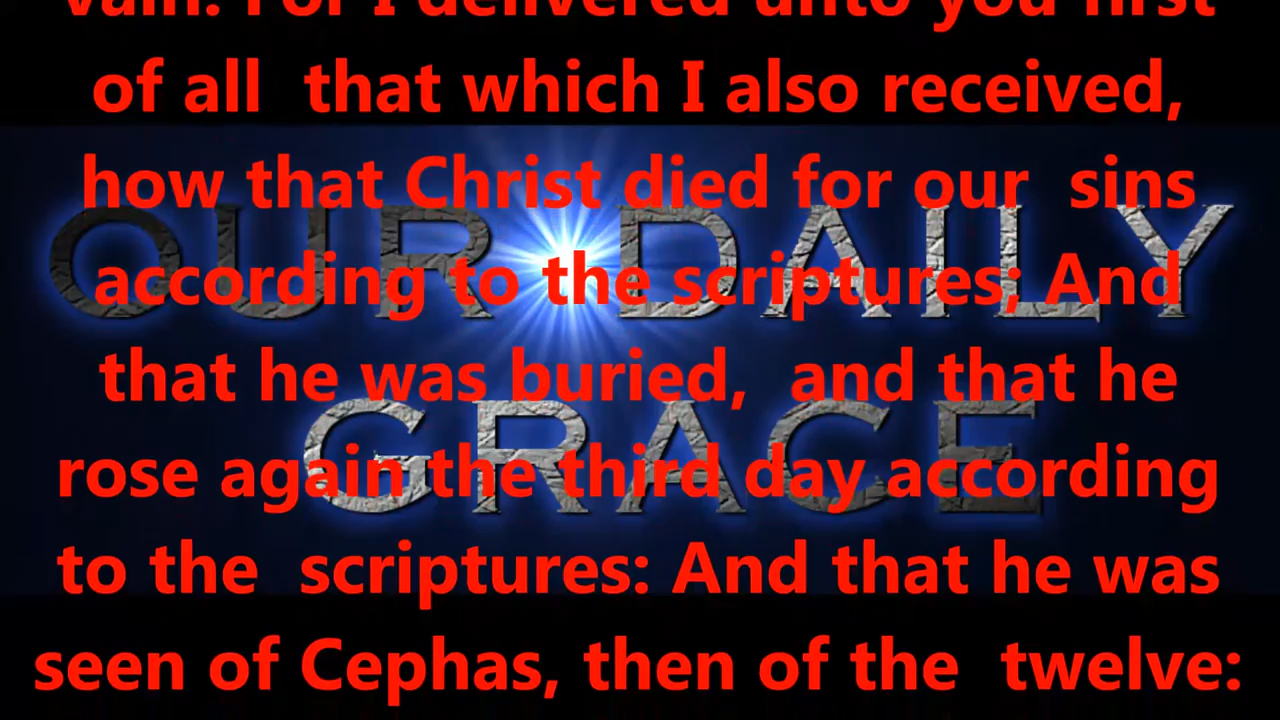 vain. For I delivered unto you first
of all that which I also received,
how that Christ died for our sins
OUR DAILY
according to the scriptures; And
that he was buried, and that he
GRACE
rose again the third day according
to the scriptures: And that he was
seen of Cephas, then of the twelve: